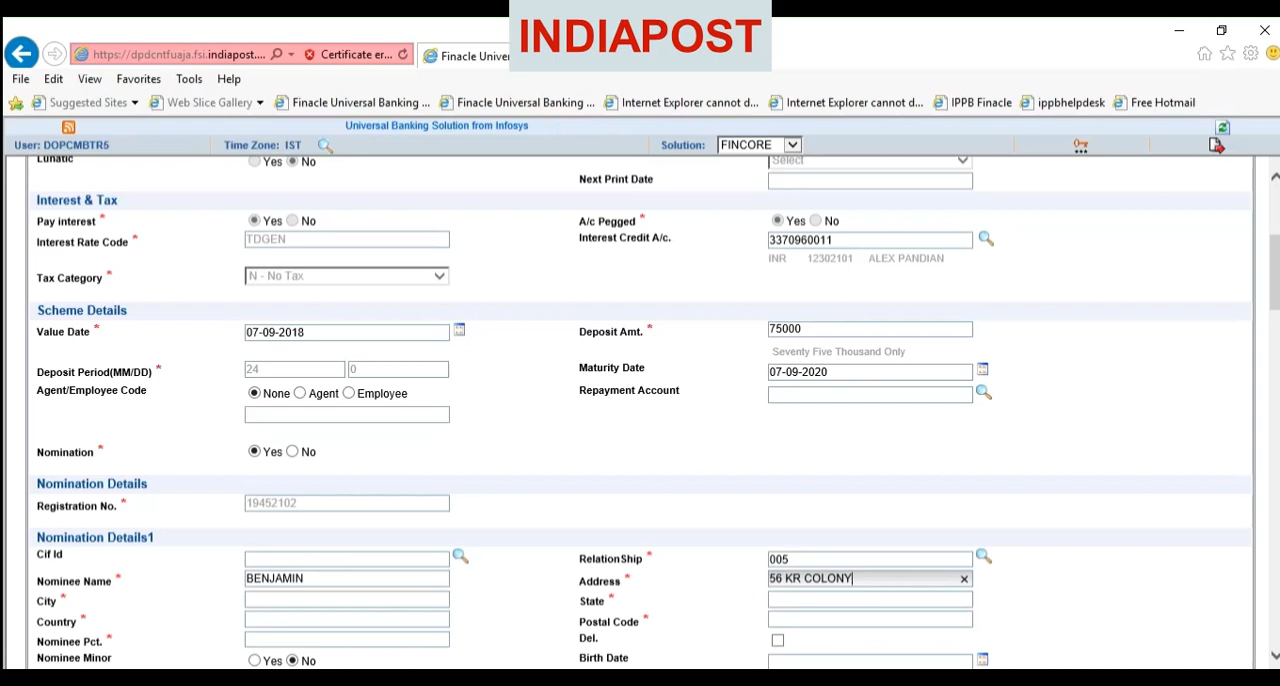 INDIAPOST
https://dpdcntfuaja.fsi.indiapost.... Certificate er... Finacle Univer
File Edit View Favorites Tools Help
Suggested Sites Web Slice Gallery Finacle Universal Banking ... Finacle Universal Banking ... Internet Explorer cannot d... Internet Explorer cannot d... IPPB Finacle ippbhelpdesk Free Hotmail
Universal Banking Solution from Infosys
User: DOPCMBTR5 Time Zone: IST Solution: FINCORE
Lunatic Yes No Select
Next Print Date
Interest & Tax
Pay interest * Yes No A/c Pegged * Yes No
Interest Rate Code * TDGEN Interest Credit A/c. 3370960011
INR 12302101 ALEX PANDIAN
Tax Category * N - No Tax
Scheme Details
Value Date * 07-09-2018 Deposit Amt. * 75000
Seventy Five Thousand Only
Deposit Period(MM/DD) * 24 0 Maturity Date 07-09-2020
Agent/Employee Code None Agent Employee Repayment Account
Nomination * Yes No
Nomination Details
Registration No. * 19452102
Nomination Details1
Cif Id RelationShip * 005
Nominee Name * BENJAMIN Address * 56 KR COLONY
City * State *
Country * Postal Code *
Nominee Pct. * Del.
Nominee Minor Yes No Birth Date